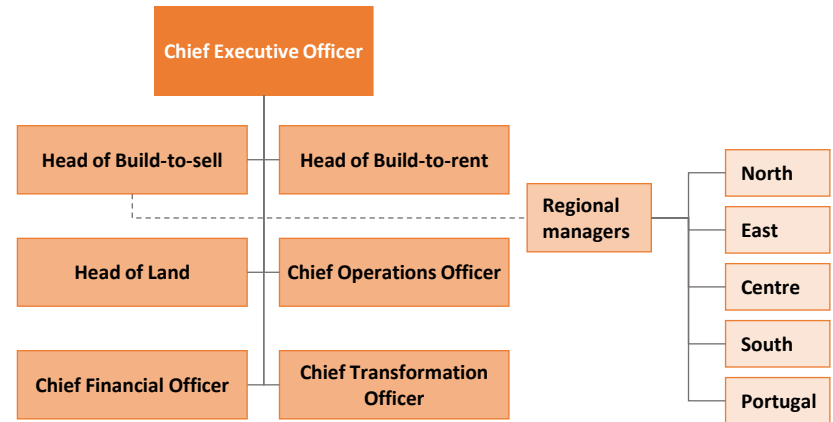 Chief Executive Officer
Head of Build-to-sell
Head of Build-to-rent
Regional
managers
North
East
Centre
South
Portugal
Head of Land
Chief Operations Officer
Chief Financial Officer
Chief Transformation
Officer